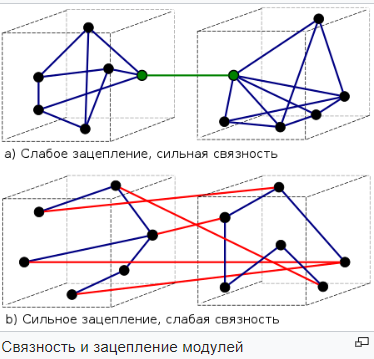 a) Слабое зацепление, сильная связность
b) Сильное зацепление, слабая связность
Связность и зацепление модулей